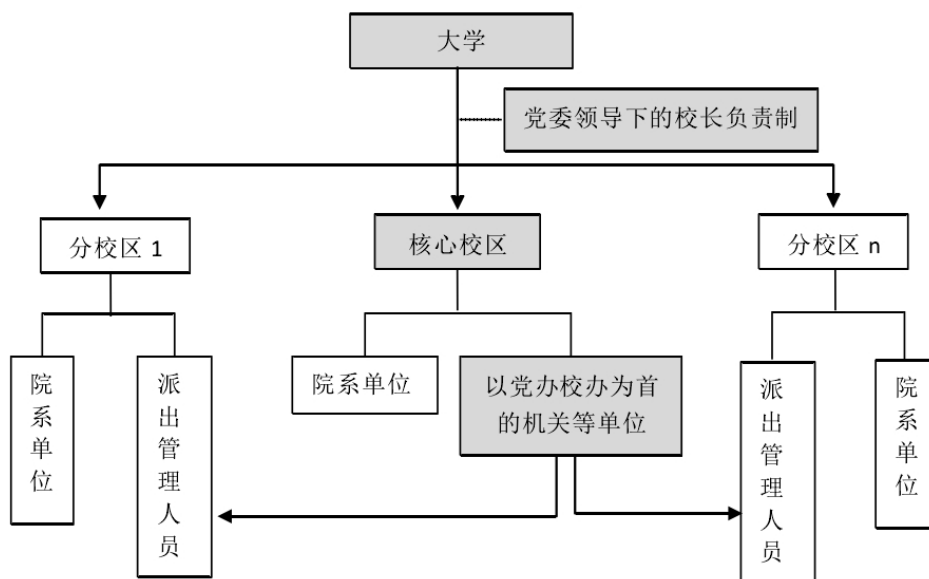 大学
党委领导下的校长负责制
分校区 1
核心校区
分校区 n
院系单位
派出管理人员
院系单位
以党办校办为首
的机关等单位
派出管理人员
院系单位